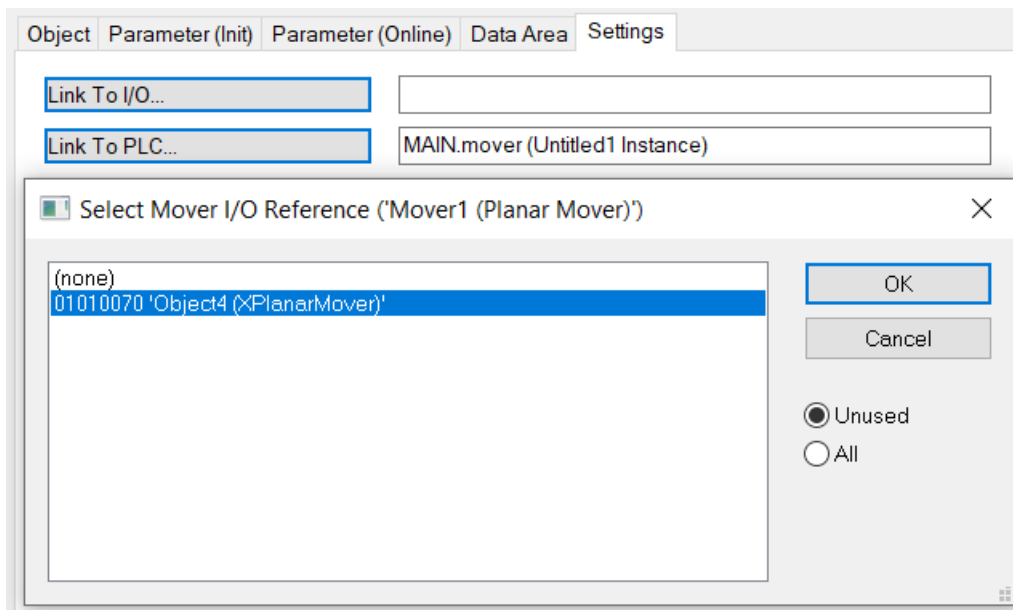 Object Parameter (Init) Parameter (Online) Data Area Settings
Link To I/O...
Link To PLC... MAIN.mover (Untitled1 Instance)
Select Mover I/O Reference ('Mover1 (Planar Mover)')
(none)
01010070 'Object4 (XPlanarMover)'
OK
Cancel
Unused
All